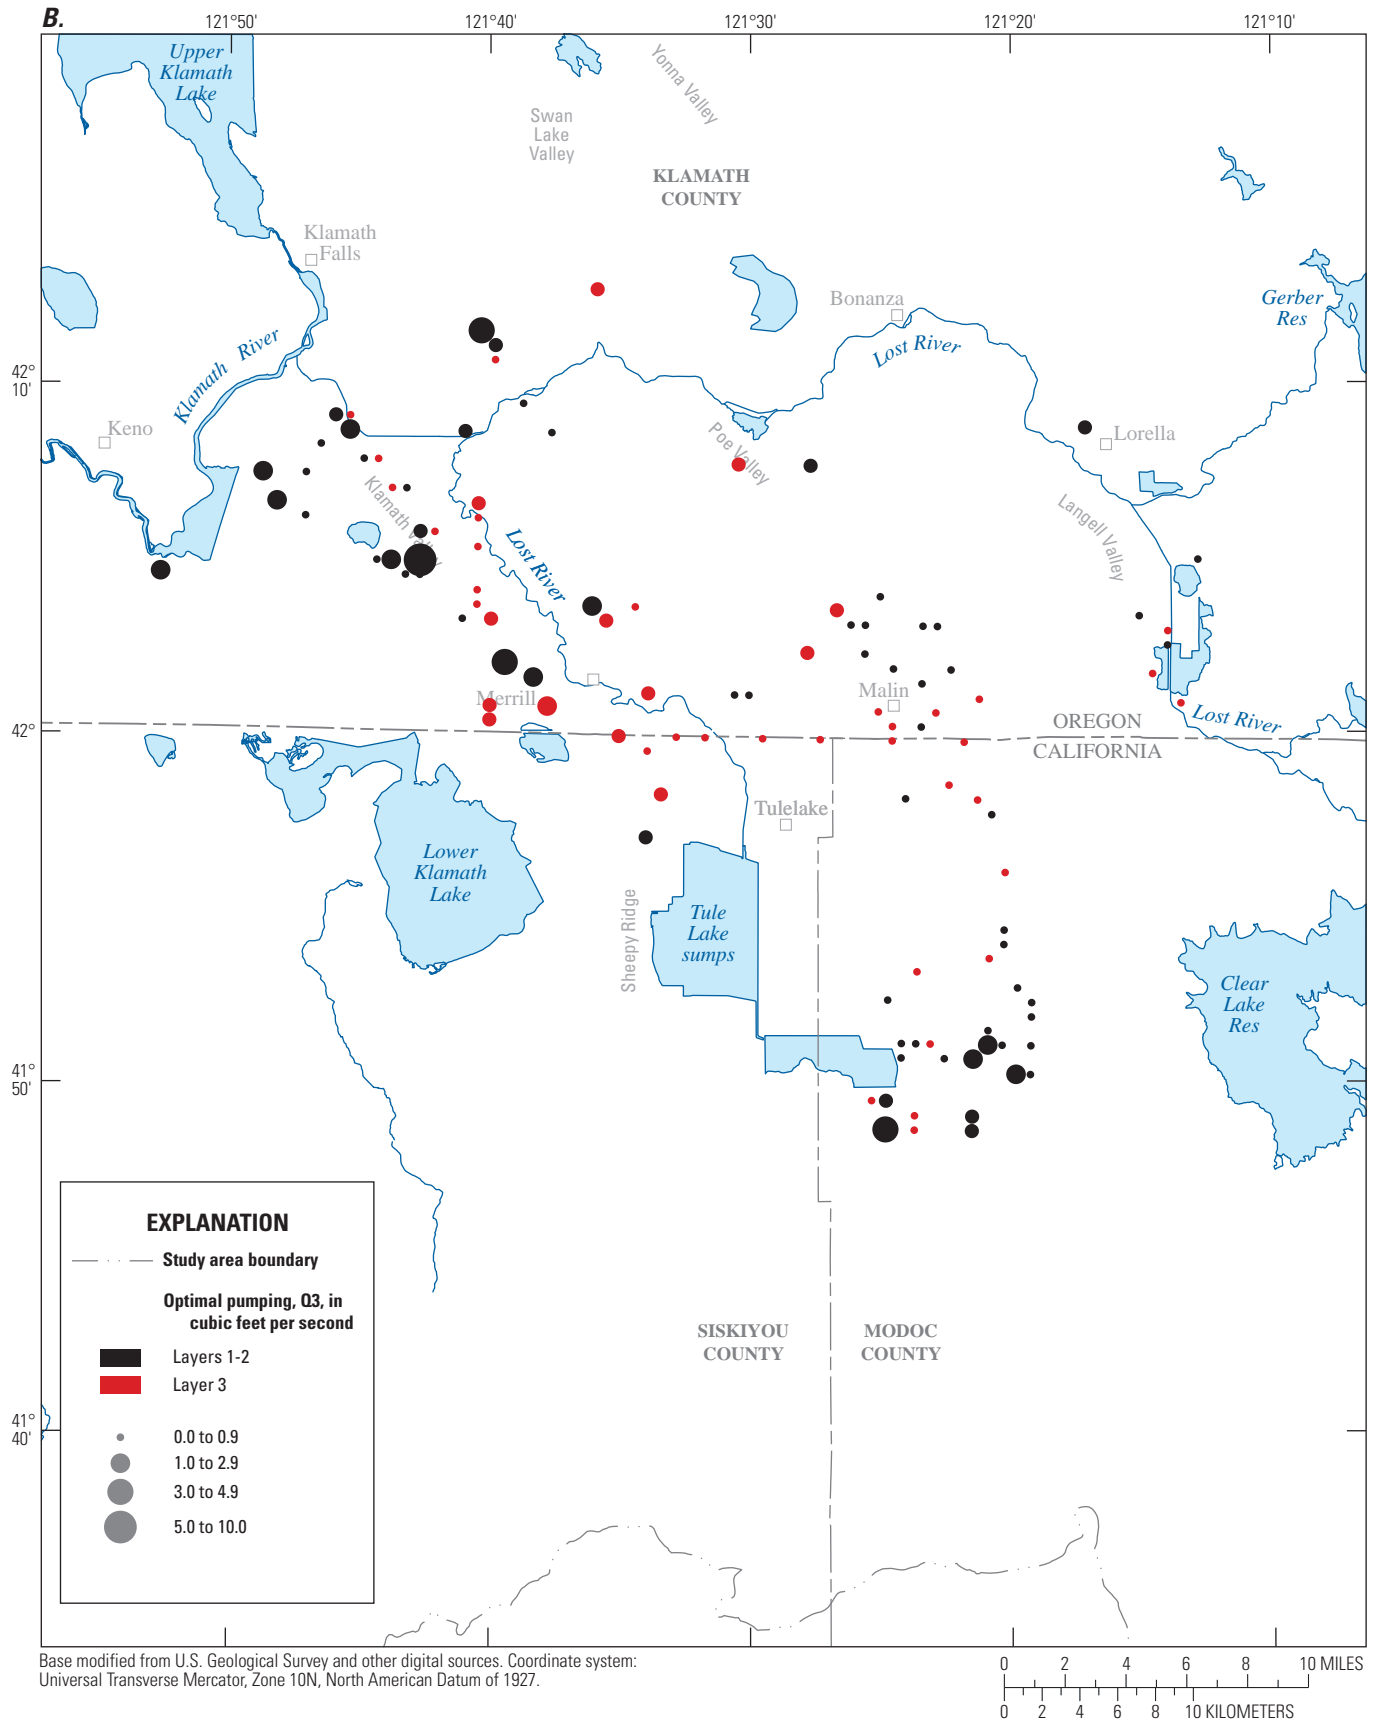 B.
121°50'
121°40'
121°30'
121°20'
121°10'
Upper
Klamath
Lake
Yonna Valley
Swan
Lake
Valley
KLAMATH
COUNTY
Klamath
Falls
Bonanza
Gerber
Res
Lost River
Klamath River
42°
10'
Keno
Poe Valley
Lorella
Klamath Valley
Langell Valley
Lost River
Merrill
Malin
Lost River
OREGON
42°
CALIFORNIA
Tulelake
Lower
Klamath
Lake
Sheepy Ridge
Tule
Lake
sumps
Clear
Lake
Res
41°
50'
EXPLANATION
Study area boundary
Optimal pumping, Q3, in
cubic feet per second
Layers 1-2
Layer 3
0.0 to 0.9
1.0 to 2.9
3.0 to 4.9
5.0 to 10.0
SISKIYOU
COUNTY
MODOC
COUNTY
41°
40'
Base modified from U.S. Geological Survey and other digital sources. Coordinate system:
Universal Transverse Mercator, Zone 10N, North American Datum of 1927.
0 2 4 6 8 10 MILES
0 2 4 6 8 10 KILOMETERS